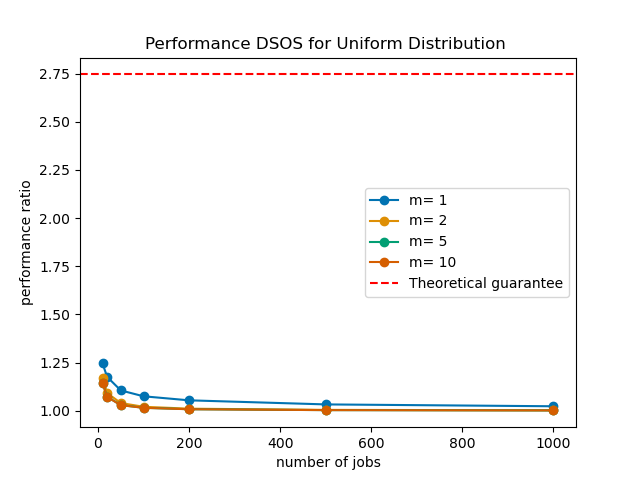 Performance DSOS for Uniform Distribution
performance ratio
2.75
2.50
2.25
2.00
1.75
1.50
1.25
1.00
m= 1
m= 2
m= 5
m= 10
Theoretical guarantee
0 200 400 600 800 1000
number of jobs